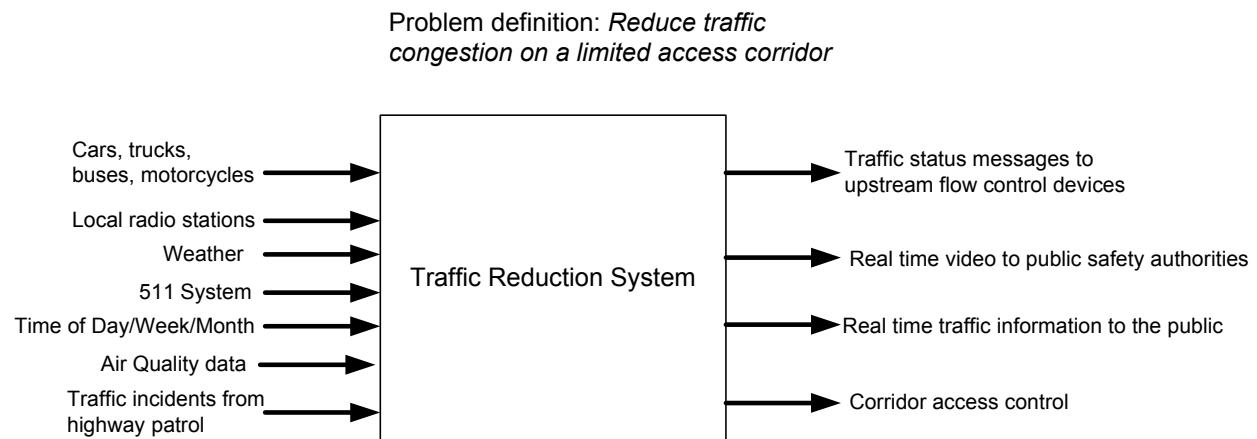 Problem definition: Reduce traffic
congestion on a limited access corridor
Cars, trucks,
buses, motorcycles
Local radio stations
Weather
511 System
Time of Day/Week/Month
Air Quality data
Traffic incidents from
highway patrol
Traffic Reduction System
Traffic status messages to
upstream flow control devices
Real time video to public safety authorities
Real time traffic information to the public
Corridor access control